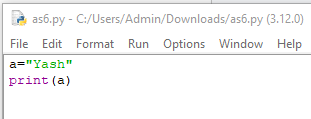 as6.py - C:/Users/Admin/Downloads/as6.py (3.12.0)
File Edit Format Run Options Window Help
a="Yash"
print(a)